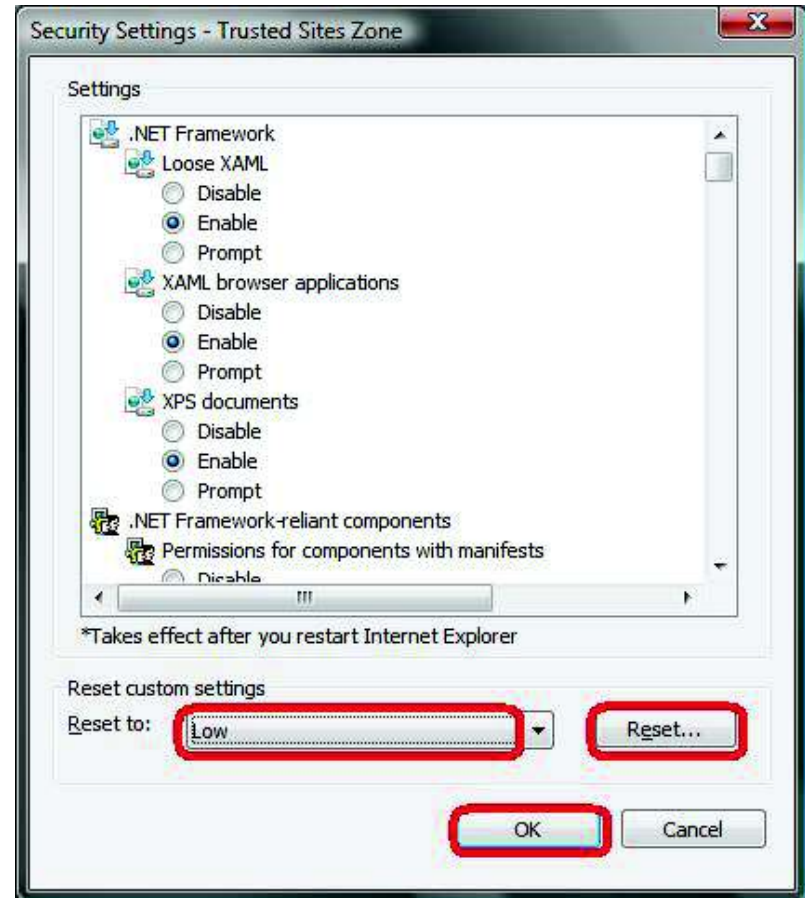 Security Settings - Trusted Sites Zone
Settings
.NET Framework
Loose XAML
Disable
Enable
Prompt
XAML browser applications
Disable
Enable
Prompt
XPS documents
Disable
Enable
Prompt
.NET Framework-reliant components
Permissions for components with manifests
Disable
*Takes effect after you restart Internet Explorer
Reset custom settings
Reset to: Low Reset...
OK Cancel